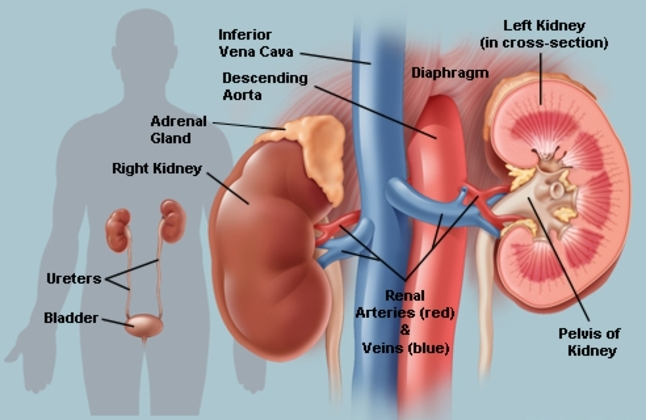 Inferior
Vena Cava
Descending
Aorta
Adrenal
Gland
Right Kidney
Diaphragm
Left Kidney
(in cross-section)
Ureters
Bladder
Renal
Arteries (red)
&
Veins (blue)
Pelvis of
Kidney